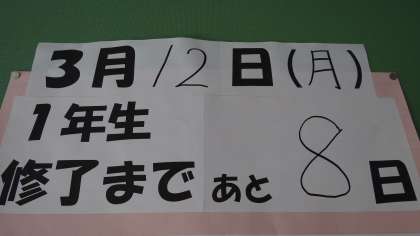 3月12日(月)
1年生
修了まで あと 8日